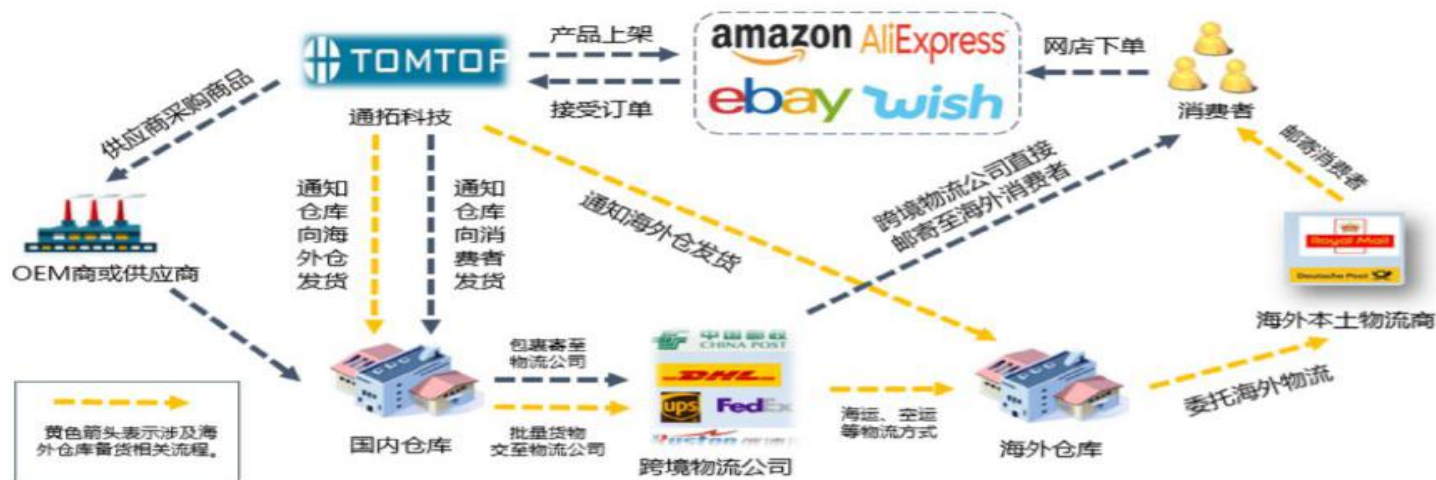 TOMTOP
通拓科技
产品上架
接受订单
amazon AliExpress
ebay wish
网店下单
消费者
供应商采购商品
OEM商或供应商
通知
仓库
向海
外仓
发货
通知
仓库
向消
费者
发货
通知海外仓发货
跨境物流公司直接
邮寄至海外消费者
邮寄消费者
Royal Mail
Deutsche Post
海外本土物流商
委托海外物流
包裹寄至
物流公司
批量货物
交至物流公司
国内仓库
中国邮政
CHINA POST
DHL
ups FedEx
跨境物流公司
海运、空运
等物流方式
海外仓库
黄色箭头表示涉及海
外仓库备货相关流程。